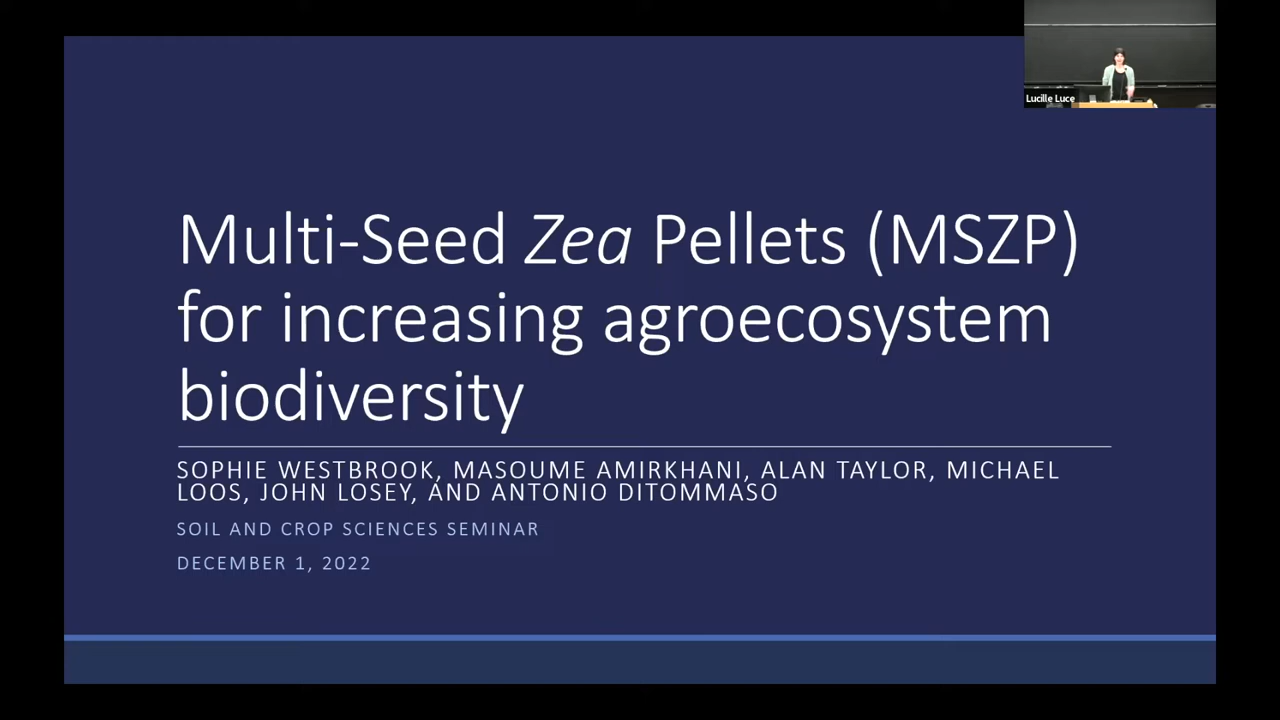 Lucille Luce
Multi-Seed Zea Pellets (MSZP)
for increasing agroecosystem
biodiversity
SOPHIE WESTBROOK, MASOUME AMIRKHANI, ALAN TAYLOR, MICHAEL
LOOS, JOHN LOSEY, AND ANTONIO DITOMMASO
SOIL AND CROP SCIENCES SEMINAR
DECEMBER 1, 2022